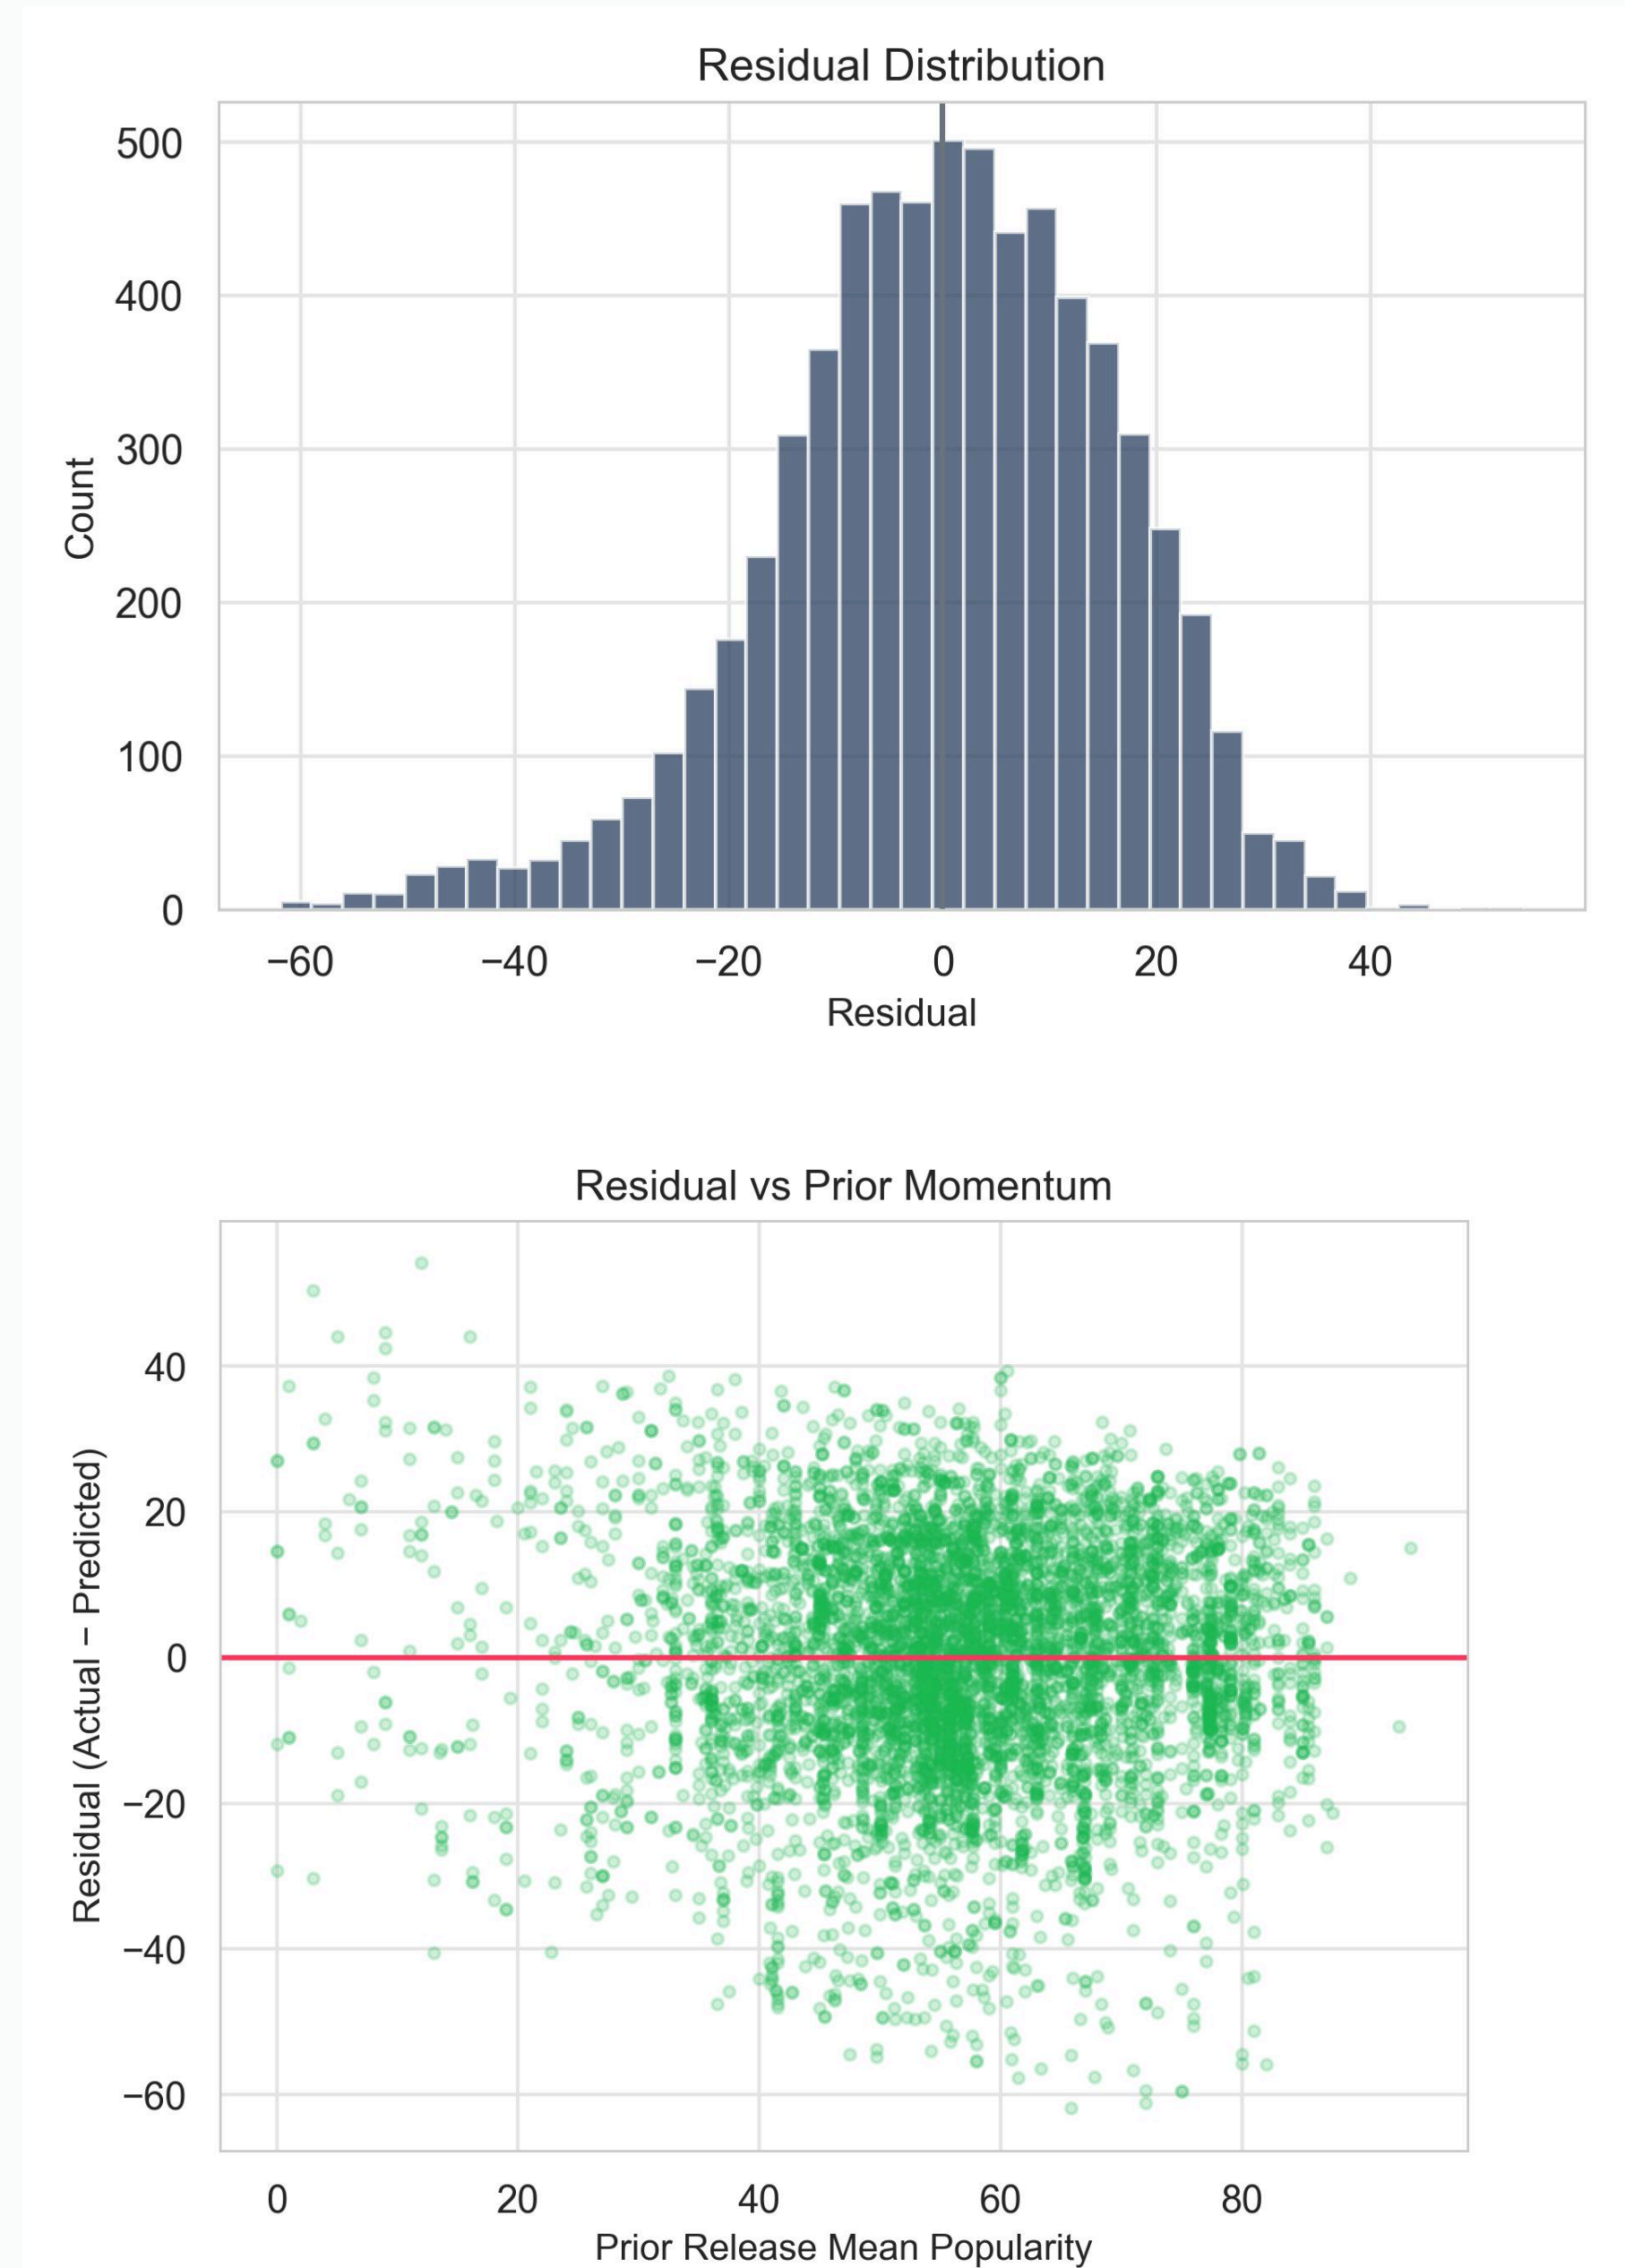 Residual Distribution
500
400
300
200
100
0
Count
−60 −40 −20 0 20 40
Residual
Residual vs Prior Momentum
40
20
0
−20
−40
−60
Residual (Actual − Predicted)
0 20 40 60 80
Prior Release Mean Popularity